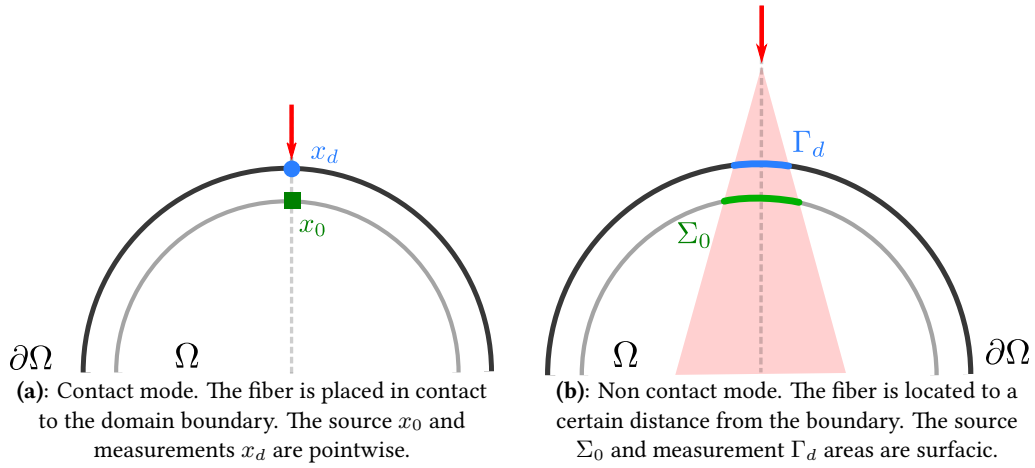 x_d
x_0
∂Ω
Ω
(a): Contact mode. The fiber is placed in contact
to the domain boundary. The source x_0 and
measurements x_d are pointwise.
Γ_d
Σ_0
Ω
∂Ω
(b): Non contact mode. The fiber is located to a
certain distance from the boundary. The source
Σ_0 and measurement Γ_d areas are surfacic.